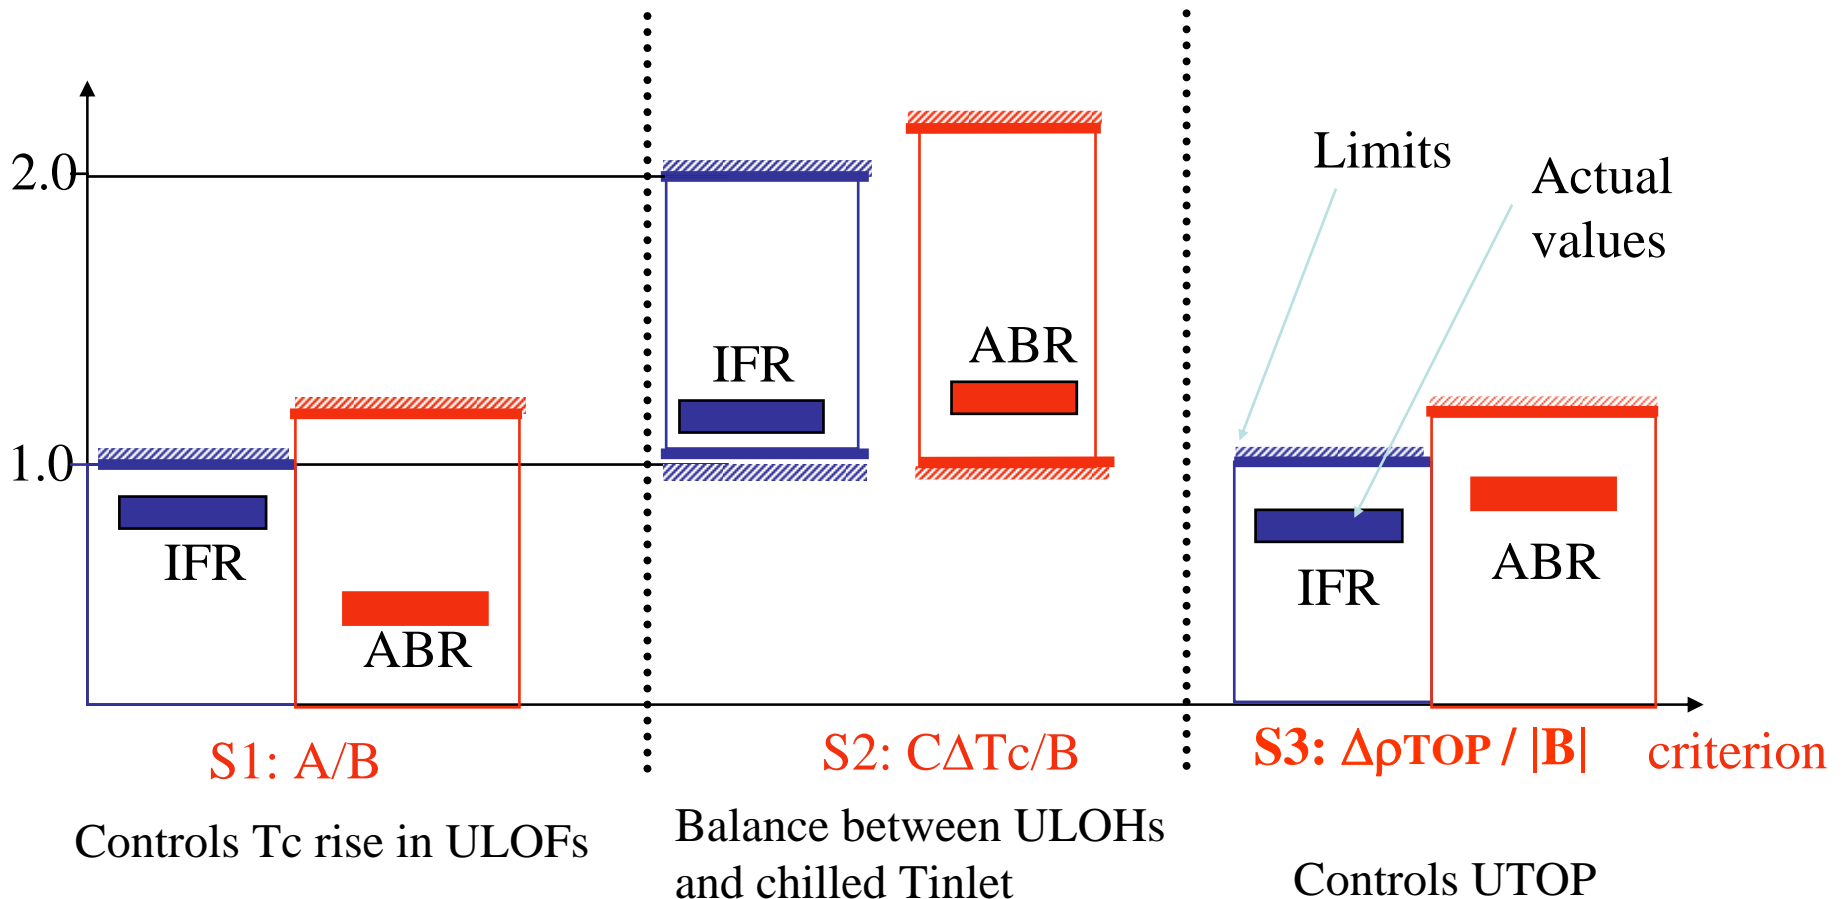 2.0
1.0
IFR
ABR
IFR
ABR
Limits
Actual
values
IFR
ABR
S1: A/B
S2: CΔTc/B
S3: ΔρTOP / |B|
criterion
Controls Tc rise in ULOFs
Balance between ULOHs
and chilled Tinlet
Controls UTOP